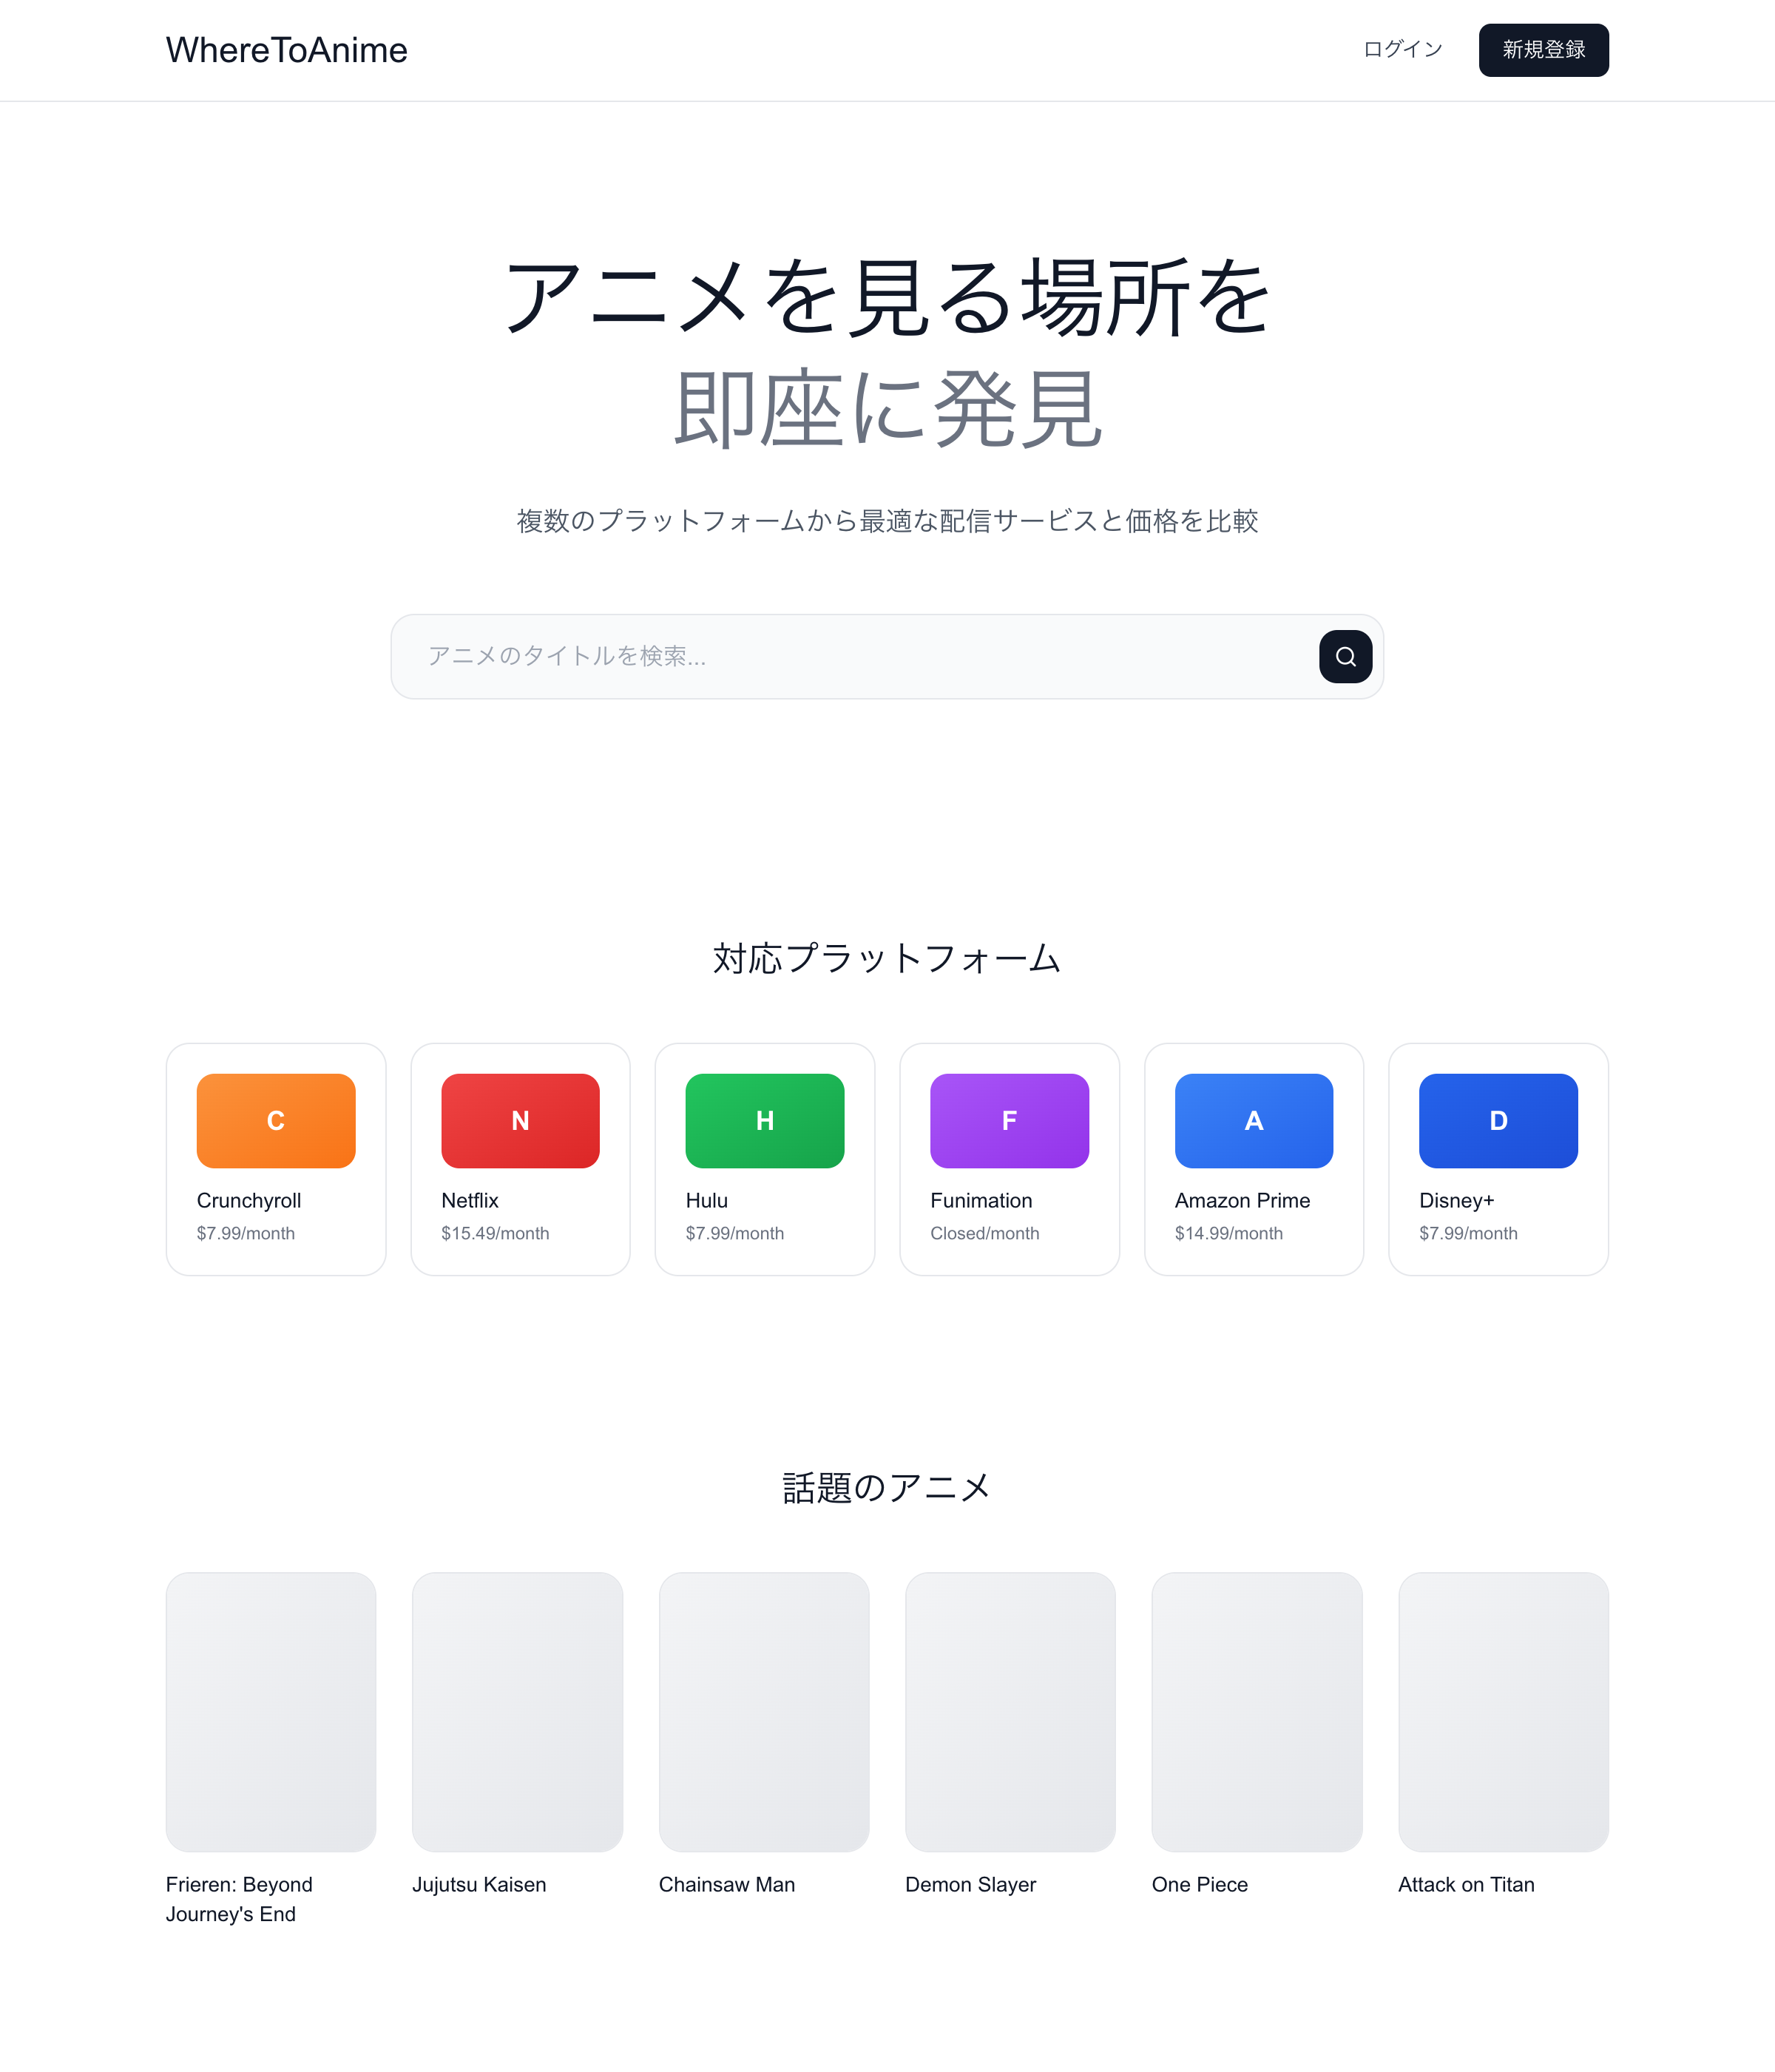 WhereToAnime
ログイン
新規登録
アニメを見る場所を
即座に発見
複数のプラットフォームから最適な配信サービスと価格を比較
アニメのタイトルを検索...
対応プラットフォーム
C
Crunchyroll
$7.99/month
N
Netflix
$15.49/month
H
Hulu
$7.99/month
F
Funimation
Closed/month
A
Amazon Prime
$14.99/month
D
Disney+
$7.99/month
話題のアニメ
Frieren: Beyond
Journey's End
Jujutsu Kaisen
Chainsaw Man
Demon Slayer
One Piece
Attack on Titan